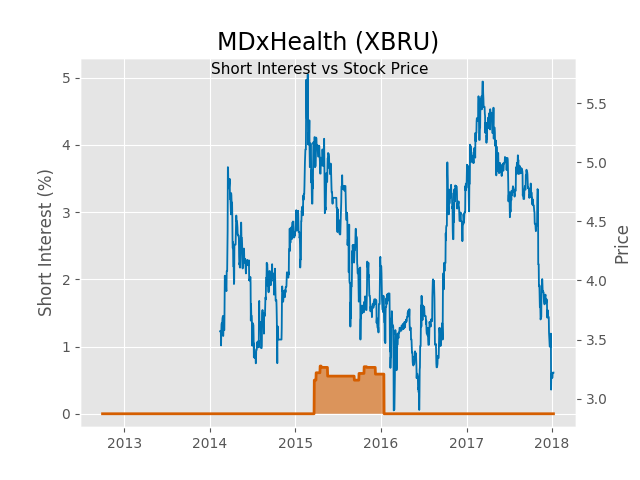 MDxHealth (XBRU)
Short Interest vs Stock Price
Short Interest (%)
5
4
3
2
1
0
5.5
5.0
4.5
4.0
3.5
3.0
Price
2013 2014 2015 2016 2017 2018